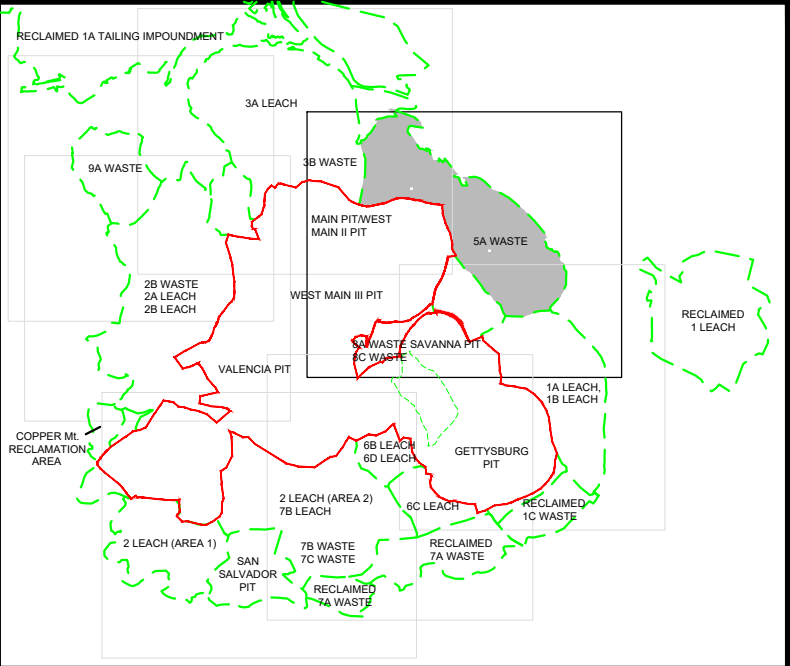 RECLAIMED 1A TAILING IMPOUNDMENT
3A LEACH
3B WASTE
9A WASTE
MAIN PIT/WEST
MAIN II PIT
5A WASTE
2B WASTE
2A LEACH
2B LEACH
WEST MAIN III PIT
RECLAIMED
1 LEACH
8A WASTE SAVANNA PIT
8C WASTE
VALENCIA PIT
1A LEACH,
1B LEACH
COPPER Mt.
RECLAMATION
AREA
6B LEACH
6D LEACH
GETTYSBURG
PIT
2 LEACH (AREA 2)
7B LEACH
6C LEACH
RECLAIMED
1C WASTE
2 LEACH (AREA 1)
7B WASTE
7C WASTE
RECLAIMED
7A WASTE
SAN
SALVADOR
PIT
RECLAIMED
7A WASTE